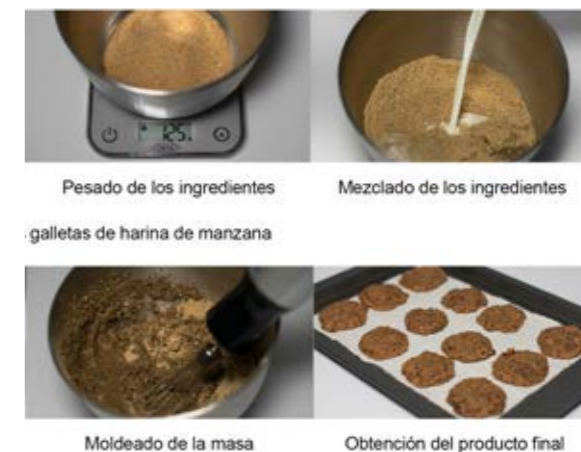 125
Pesado de los ingredientes
Mezclado de los ingredientes
galletas de harina de manzana
Moldeado de la masa
Obtención del producto final